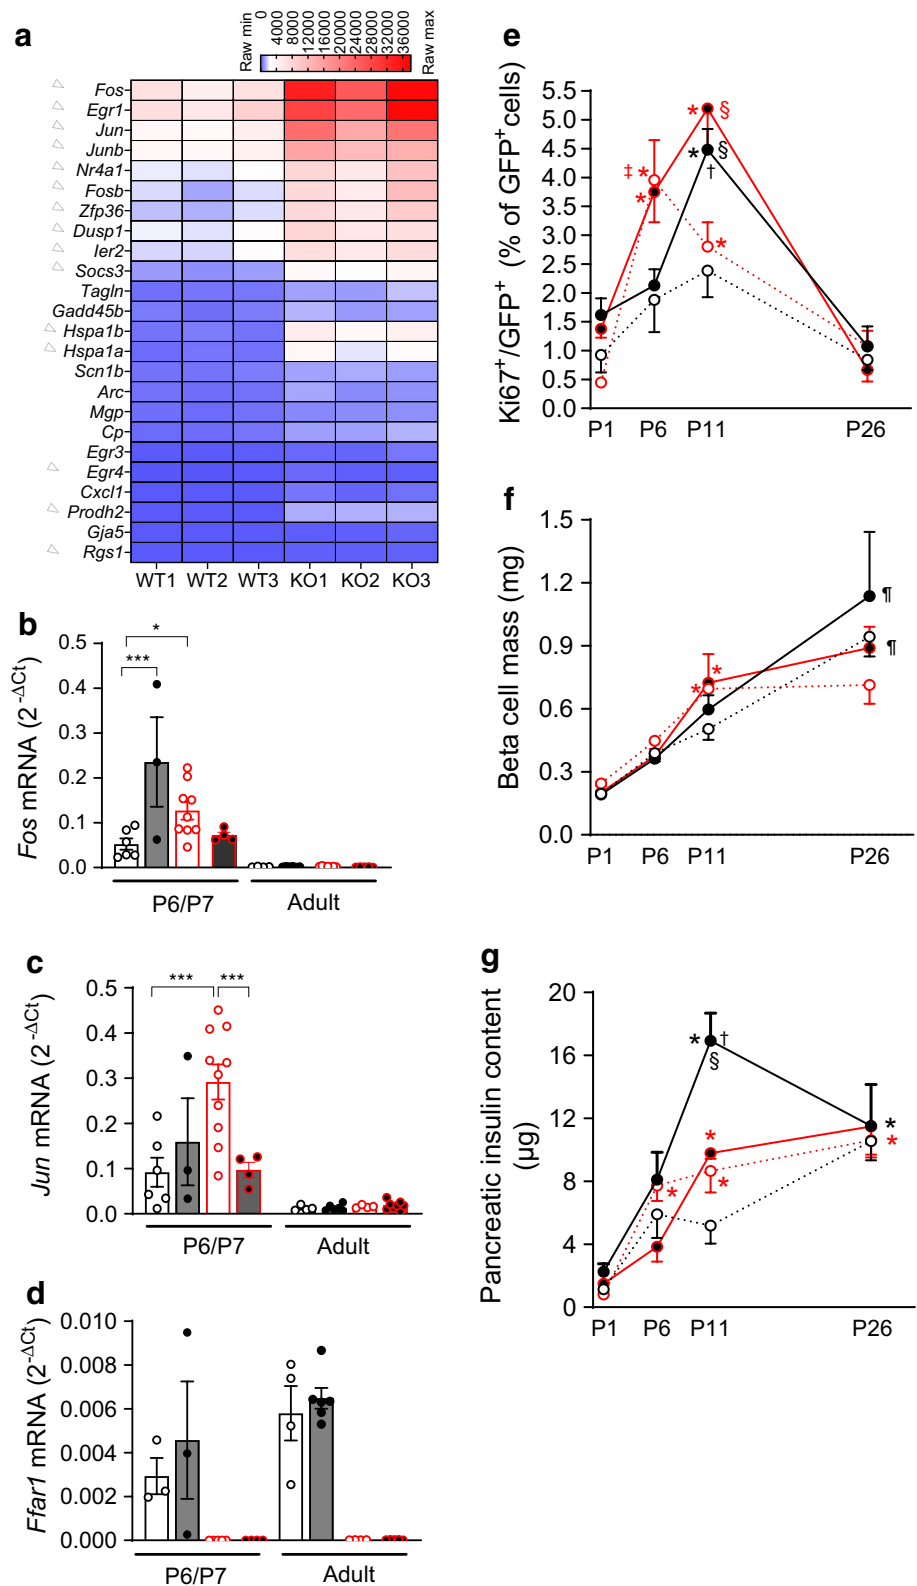 a
Raw min
0
4000
8000
12000
16000
20000
24000
28000
32000
36000
Raw max
Fos
Egr1
Jun
Junb
Nr4a1
Fosb
Zfp36
Dusp1
Ier2
Socs3
Tagln
Gadd45b
Hspa1b
Hspa1a
Scn1b
Arc
Mgp
Cp
Egr3
Egr4
Cxcl1
Prodh2
Gja5
Rgs1
WT1 WT2 WT3 KO1 KO2 KO3
b
Fos mRNA (2^-ΔCt)
0.5
0.4
0.3
0.2
0.1
0.0
*
***
P6/P7 Adult
c
Jun mRNA (2^-ΔCt)
0.5
0.4
0.3
0.2
0.1
0.0
*** ***
P6/P7 Adult
d
Ffar1 mRNA (2^-ΔCt)
0.010
0.008
0.006
0.004
0.002
0.000
P6/P7 Adult
e
Ki67⁺/GFP⁺ (% of GFP⁺ cells)
5.5
5.0
4.5
4.0
3.5
3.0
2.5
2.0
1.5
1.0
0.5
0.0
* §
* §
†
‡ *
*
*
P1 P6 P11 P26
f
Beta cell mass (mg)
1.5
1.2
0.9
0.6
0.3
0.0
¶
¶
*
*
P1 P6 P11 P26
g
Pancreatic insulin content
(µg)
20
16
12
8
4
0
* †
§
*
*
*
*
*
P1 P6 P11 P26